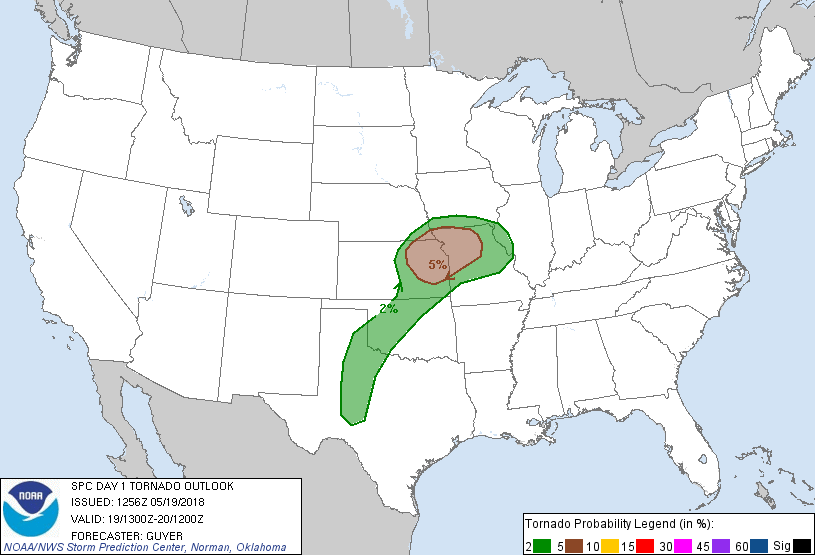 5%
2%
NOAA
SPC DAY 1 TORNADO OUTLOOK
ISSUED: 1256Z 05/19/2018
VALID: 19/1300Z-20/1200Z
FORECASTER: GUYER
NOAA/NWS Storm Prediction Center, Norman, Oklahoma
Tornado Probability Legend (in %):
2 5 10 15 30 45 60 Sig